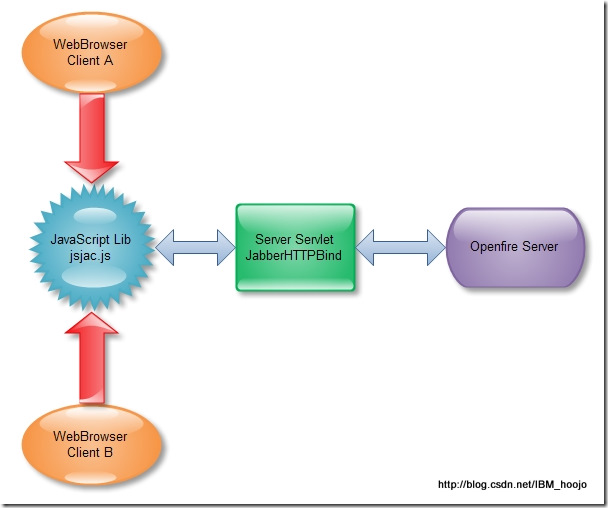 WebBrowser
Client A
JavaScript Lib
jsjac.js
Server Servlet
JabberHTTPBind
Openfire Server
WebBrowser
Client B
http://blog.csdn.net/IBM_hoojo